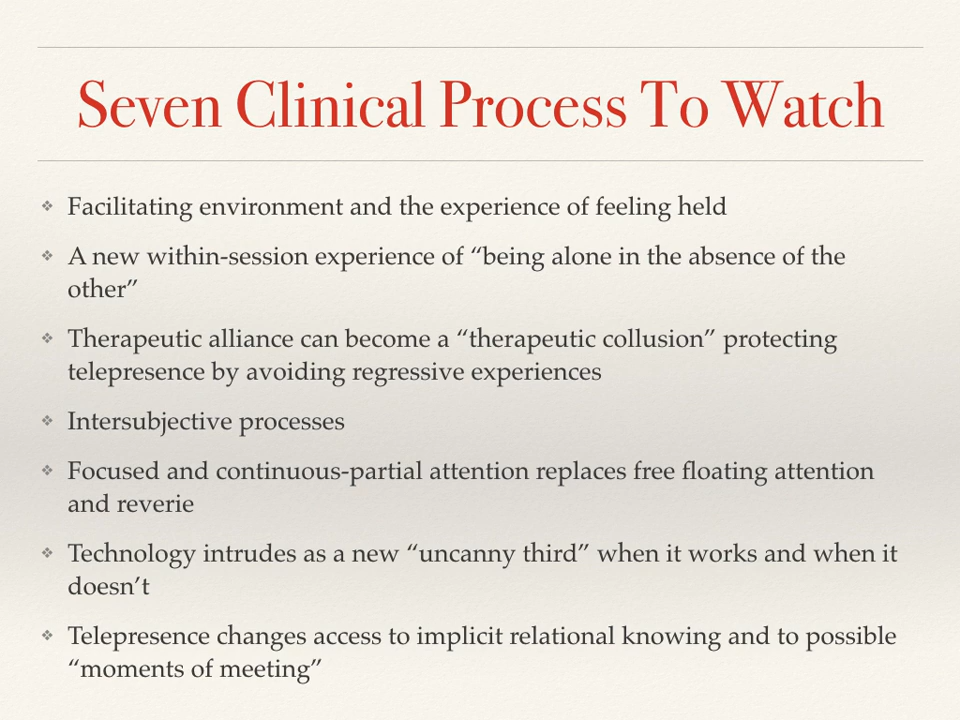 Seven Clinical Process To Watch
Facilitating environment and the experience of feeling held
A new within-session experience of “being alone in the absence of the
other”
Therapeutic alliance can become a “therapeutic collusion” protecting
telepresence by avoiding regressive experiences
Intersubjective processes
Focused and continuous-partial attention replaces free floating attention
and reverie
Technology intrudes as a new “uncanny third” when it works and when it
doesn’t
Telepresence changes access to implicit relational knowing and to possible
“moments of meeting”